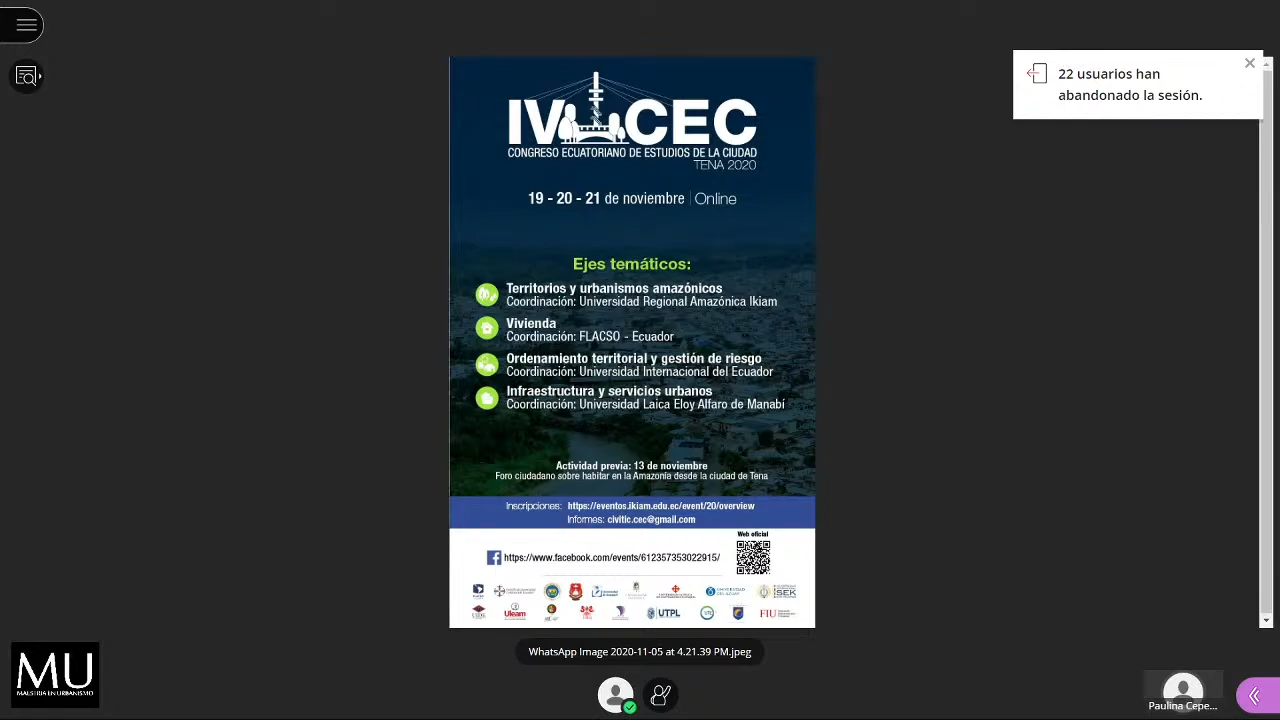 22 usuarios han
abandonado la sesión.
IV CEC
CONGRESO ECUATORIANO DE ESTUDIOS DE LA CIUDAD
TENA 2020
19 - 20 - 21 de noviembre | Online
Ejes temáticos:
Territorios y urbanismos amazónicos
Coordinación: Universidad Regional Amazónica Ikiam
Vivienda
Coordinación: FLACSO - Ecuador
Ordenamiento territorial y gestión de riesgo
Coordinación: Universidad Internacional del Ecuador
Infraestructura y servicios urbanos
Coordinación: Universidad Laica Eloy Alfaro de Manabí
Actividad previa: 13 de noviembre
Foro ciudadano sobre habitar en la Amazonía desde la ciudad de Tena
Inscripciones: https://eventos.ikiam.edu.ec/event/20/overview
Informes: civitic.cec@gmail.com
Web oficial
https://www.facebook.com/events/612357353022915/
SEK
Uleam
UTPL
FIU
WhatsApp Image 2020-11-05 at 4.21.39 PM.jpeg
MU
MAESTRÍA EN URBANISMO
Paulina Cepe...